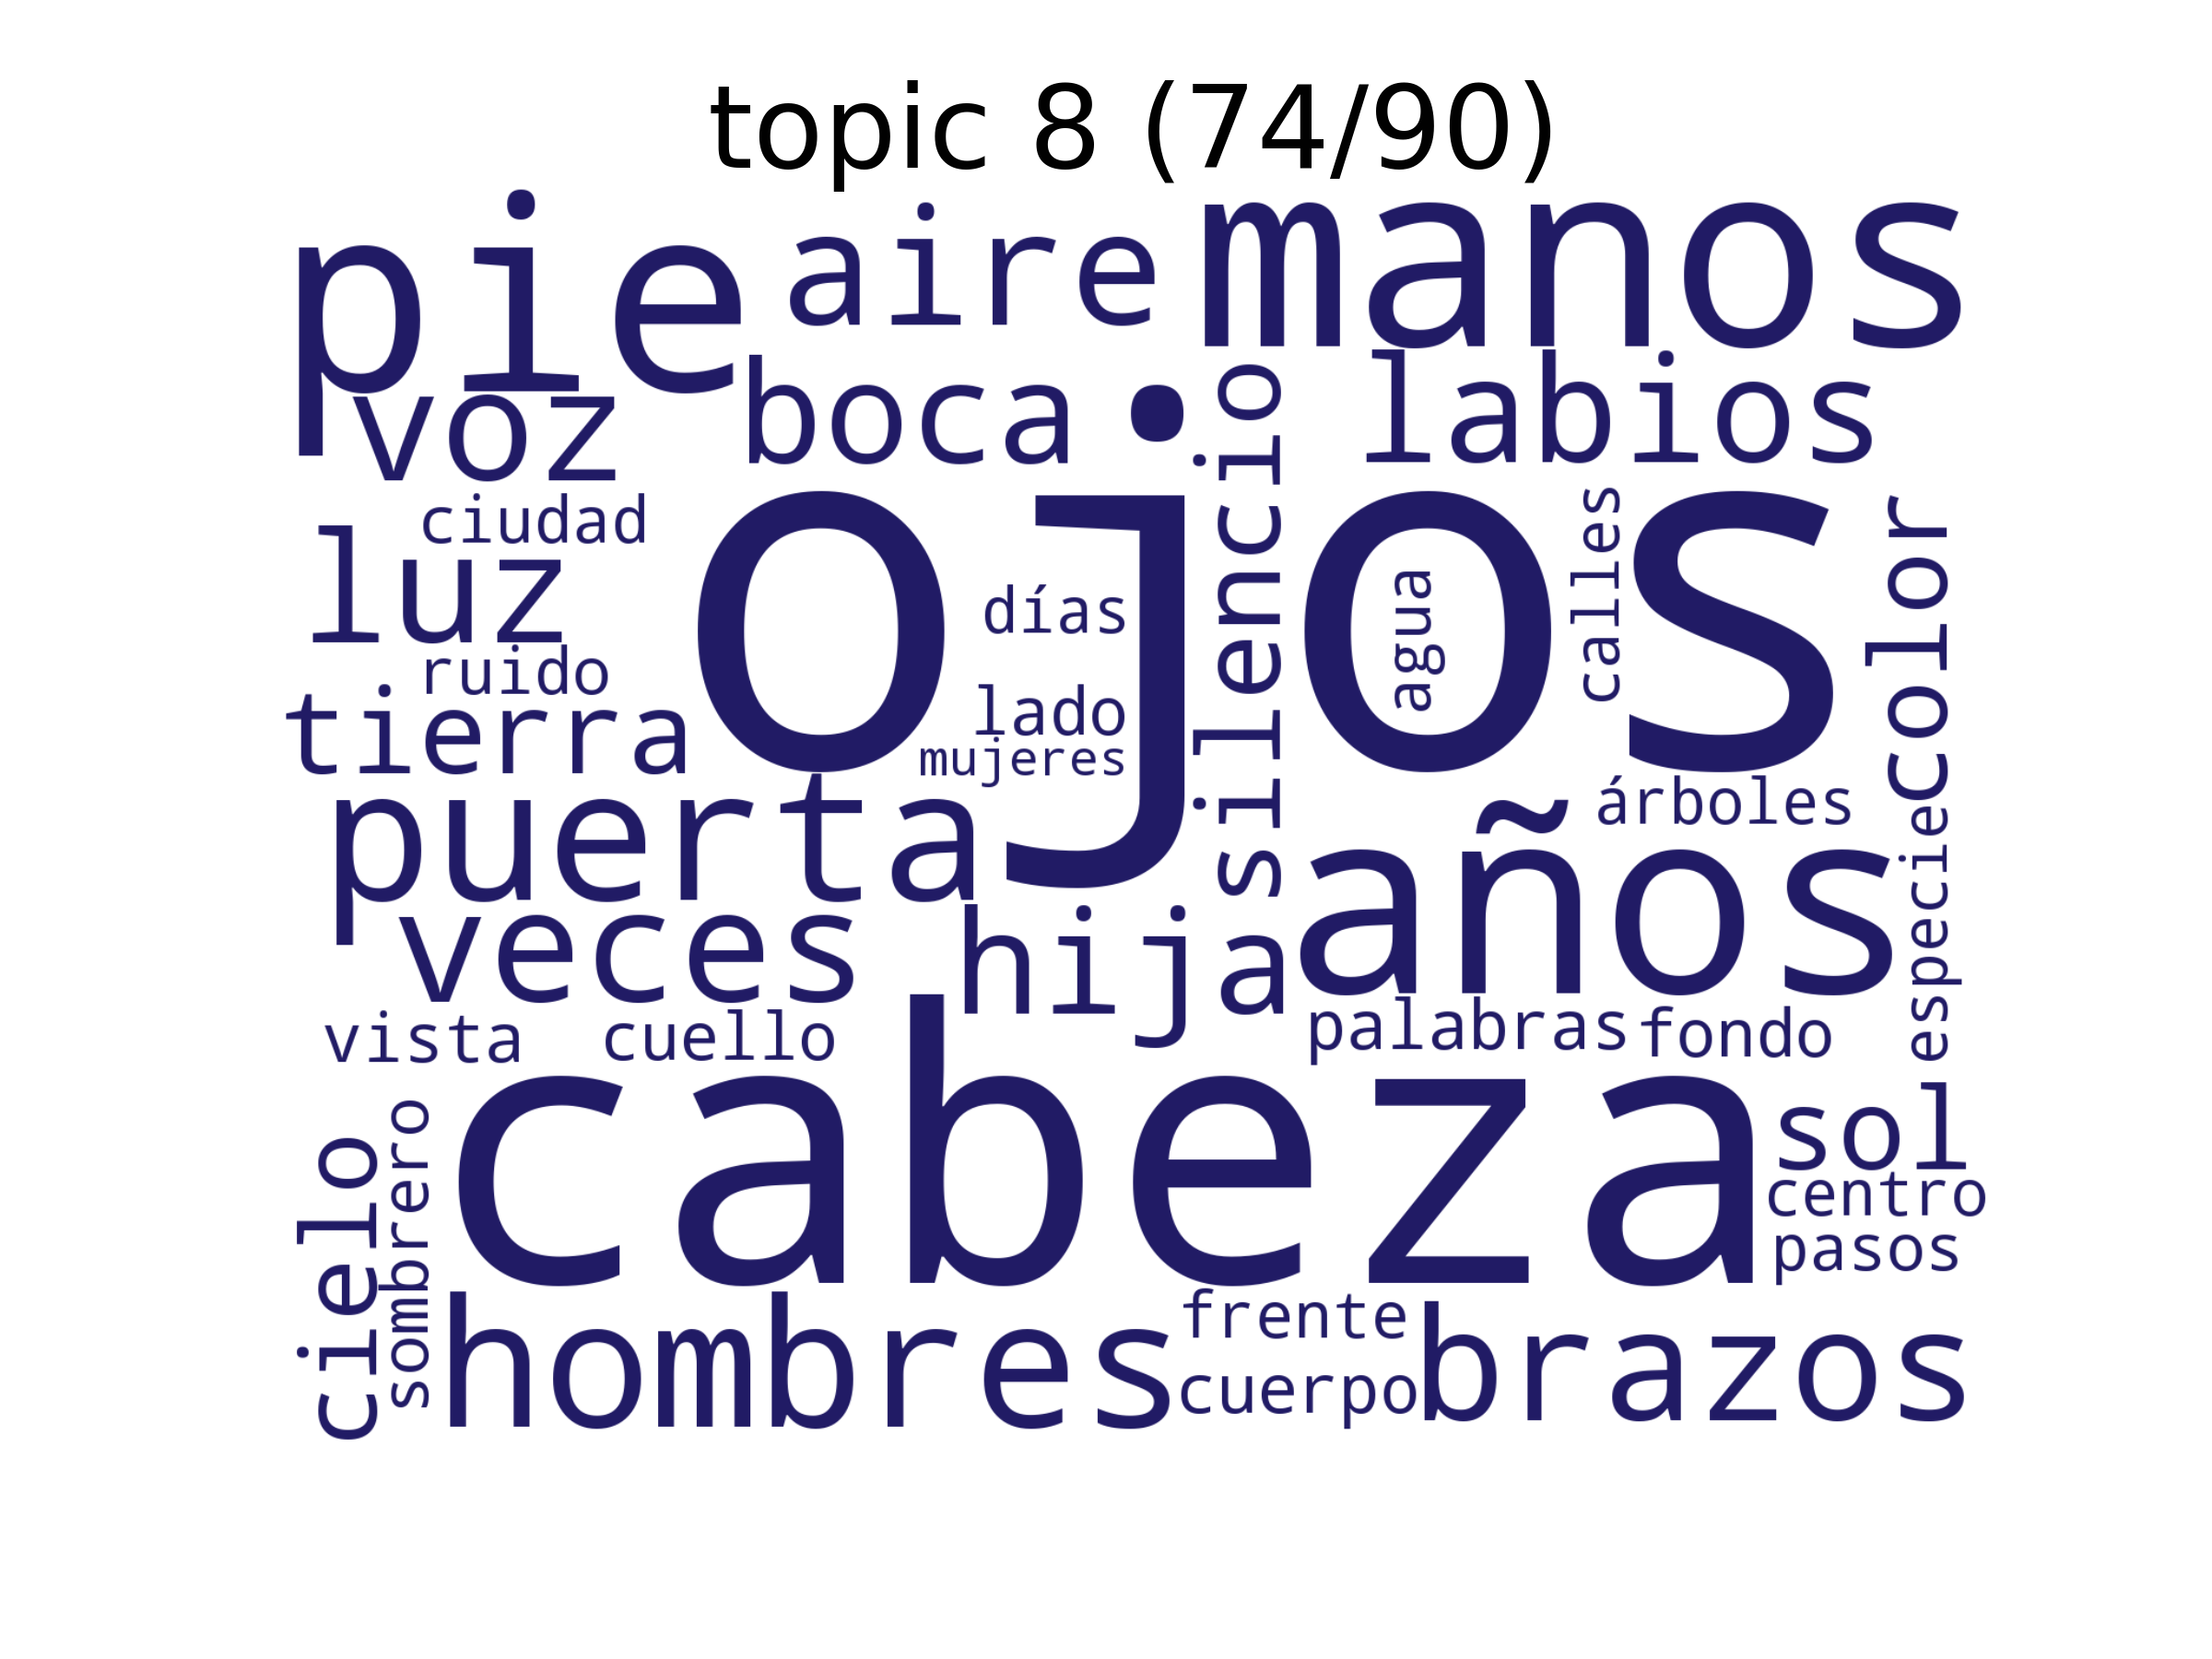 topic 8 (74/90)
pie aire manos
voz boca labios
silencio
ciudad
ojos
luz
días
agua
calles
color
ruido
tierra
lado
mujeres
puerta
árboles
años
especie
veces hija
vista cuello palabras fondo
cabeza
sol
centro
pasos
cielo
sombrero
hombres
frente
cuerpo
brazos